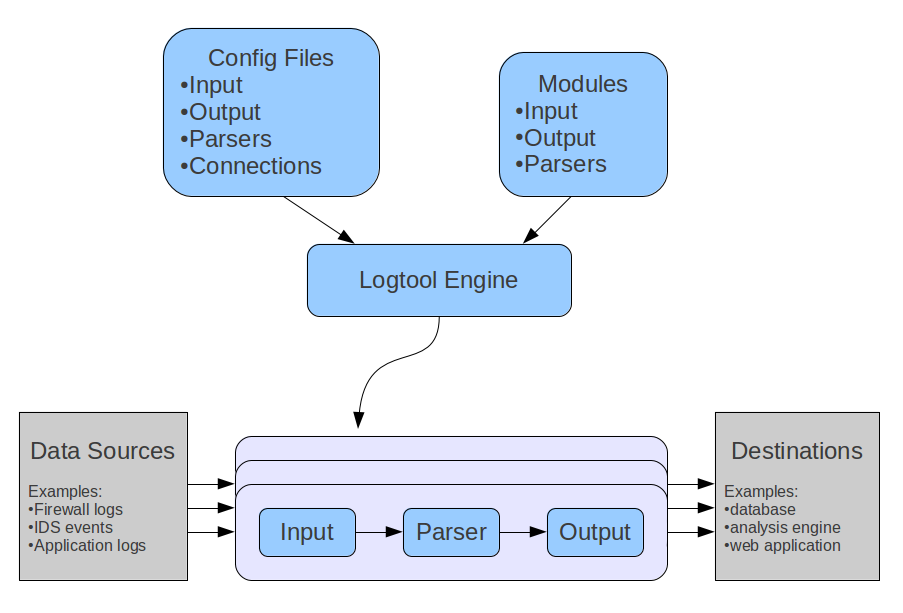 Config Files
•Input
•Output
•Parsers
•Connections
Modules
•Input
•Output
•Parsers
Logtool Engine
Data Sources
Examples:
•Firewall logs
•IDS events
•Application logs
Input
Parser
Output
Destinations
Examples:
•database
•analysis engine
•web application